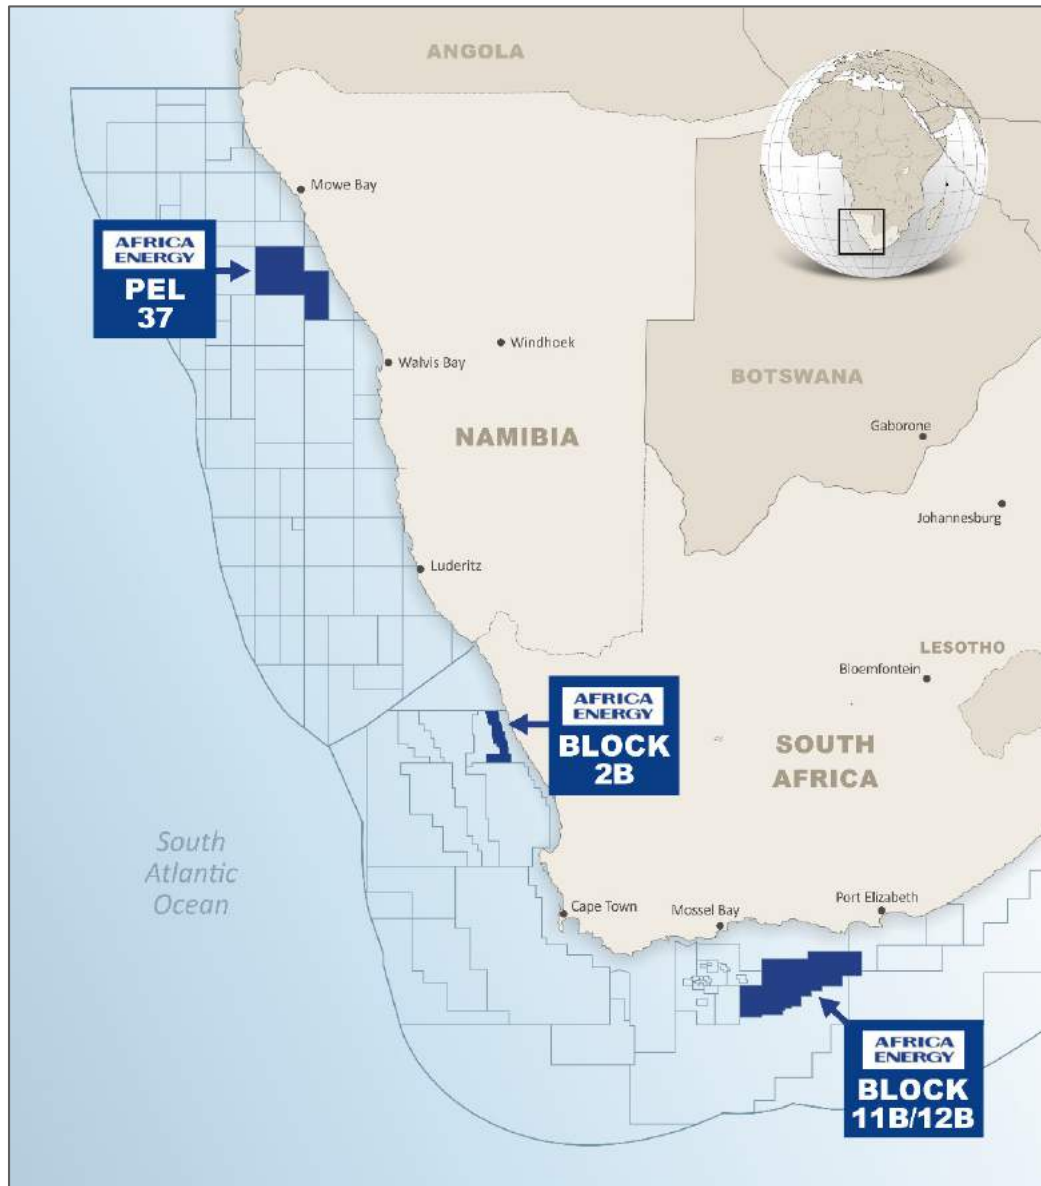 ANGOLA
Mowe Bay
AFRICA
ENERGY
PEL
37
Windhoek
Walvis Bay
BOTSWANA
NAMIBIA
Gaborone
Johannesburg
Luderitz
LESOTHO
Bloemfontein
AFRICA
ENERGY
BLOCK
2B
SOUTH
AFRICA
South
Atlantic
Ocean
Cape Town
Mossel Bay
Port Elizabeth
AFRICA
ENERGY
BLOCK
11B/12B